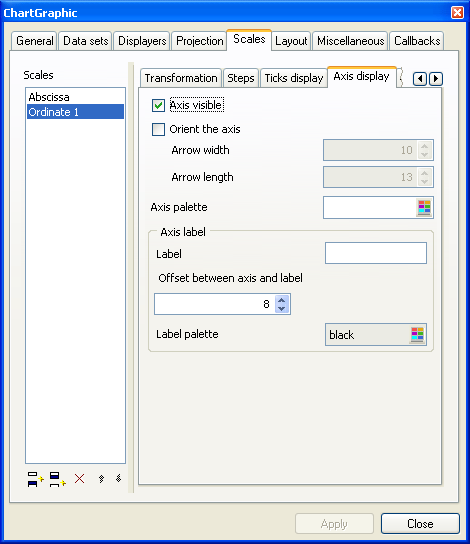 ChartGraphic
General Data sets Displayers Projection Scales Layout Miscellaneous Callbacks
Scales
Transformation Steps Ticks display Axis display
Abscissa
Ordinate 1
Axis visible
Orient the axis
Arrow width 10
Arrow length 13
Axis palette
Axis label
Label
Offset between axis and label
8
Label palette black
Apply Close